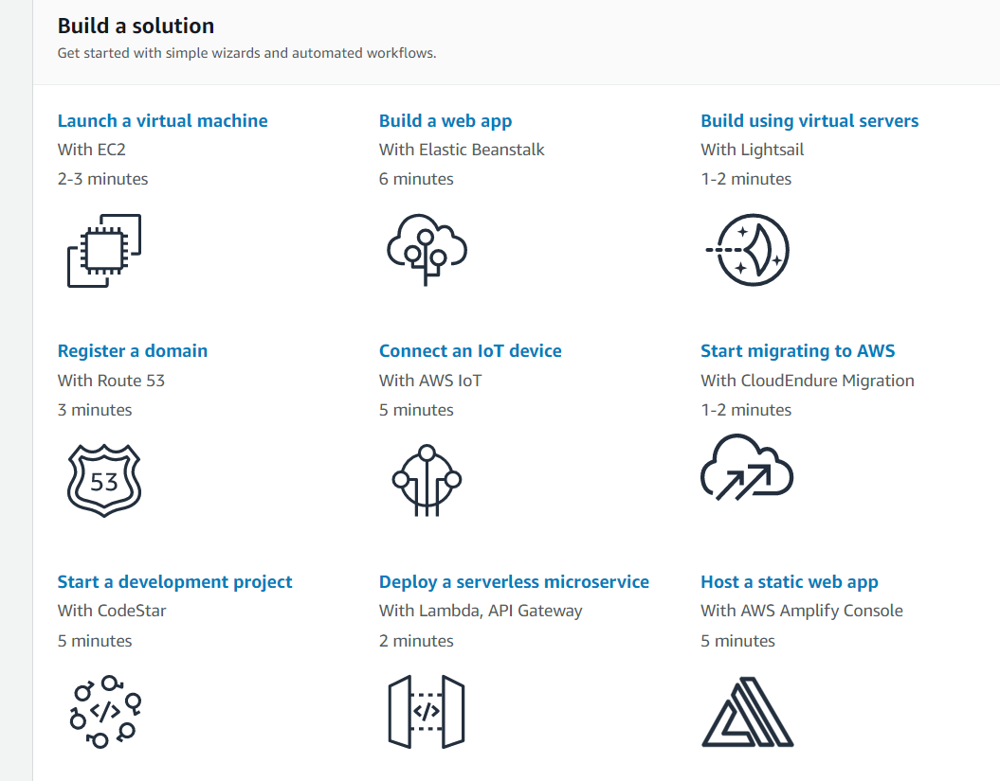 Build a solution
Get started with simple wizards and automated workflows.
Launch a virtual machine
With EC2
2-3 minutes
Build a web app
With Elastic Beanstalk
6 minutes
Build using virtual servers
With Lightsail
1-2 minutes
Register a domain
With Route 53
3 minutes
53
Connect an IoT device
With AWS IoT
5 minutes
Start migrating to AWS
With CloudEndure Migration
1-2 minutes
Start a development project
With CodeStar
5 minutes
</>
Deploy a serverless microservice
With Lambda, API Gateway
2 minutes
</>
Host a static web app
With AWS Amplify Console
5 minutes